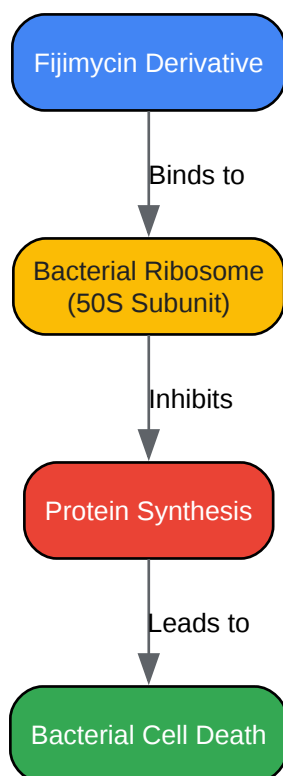 Fijimycin Derivative
Binds to
Bacterial Ribosome
(50S Subunit)
Inhibits
Protein Synthesis
Leads to
Bacterial Cell Death